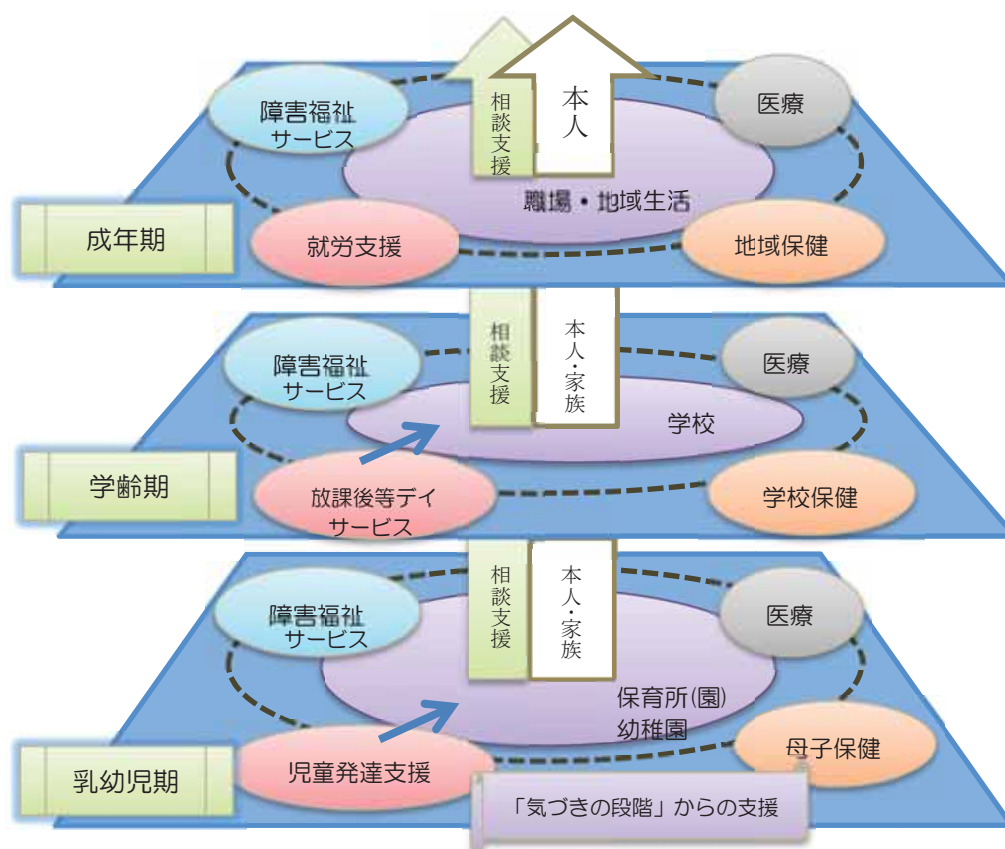 障害福祉
サービス
相談支援
本人
医療
職場・地域生活
成年期
就労支援
地域保健
障害福祉
サービス
相談支援
本人・家族
医療
学校
学齢期
放課後等デイ
サービス
学校保健
障害福祉
サービス
相談支援
本人・家族
医療
保育所(園)
幼稚園
乳幼児期
児童発達支援
母子保健
「気づきの段階」からの支援